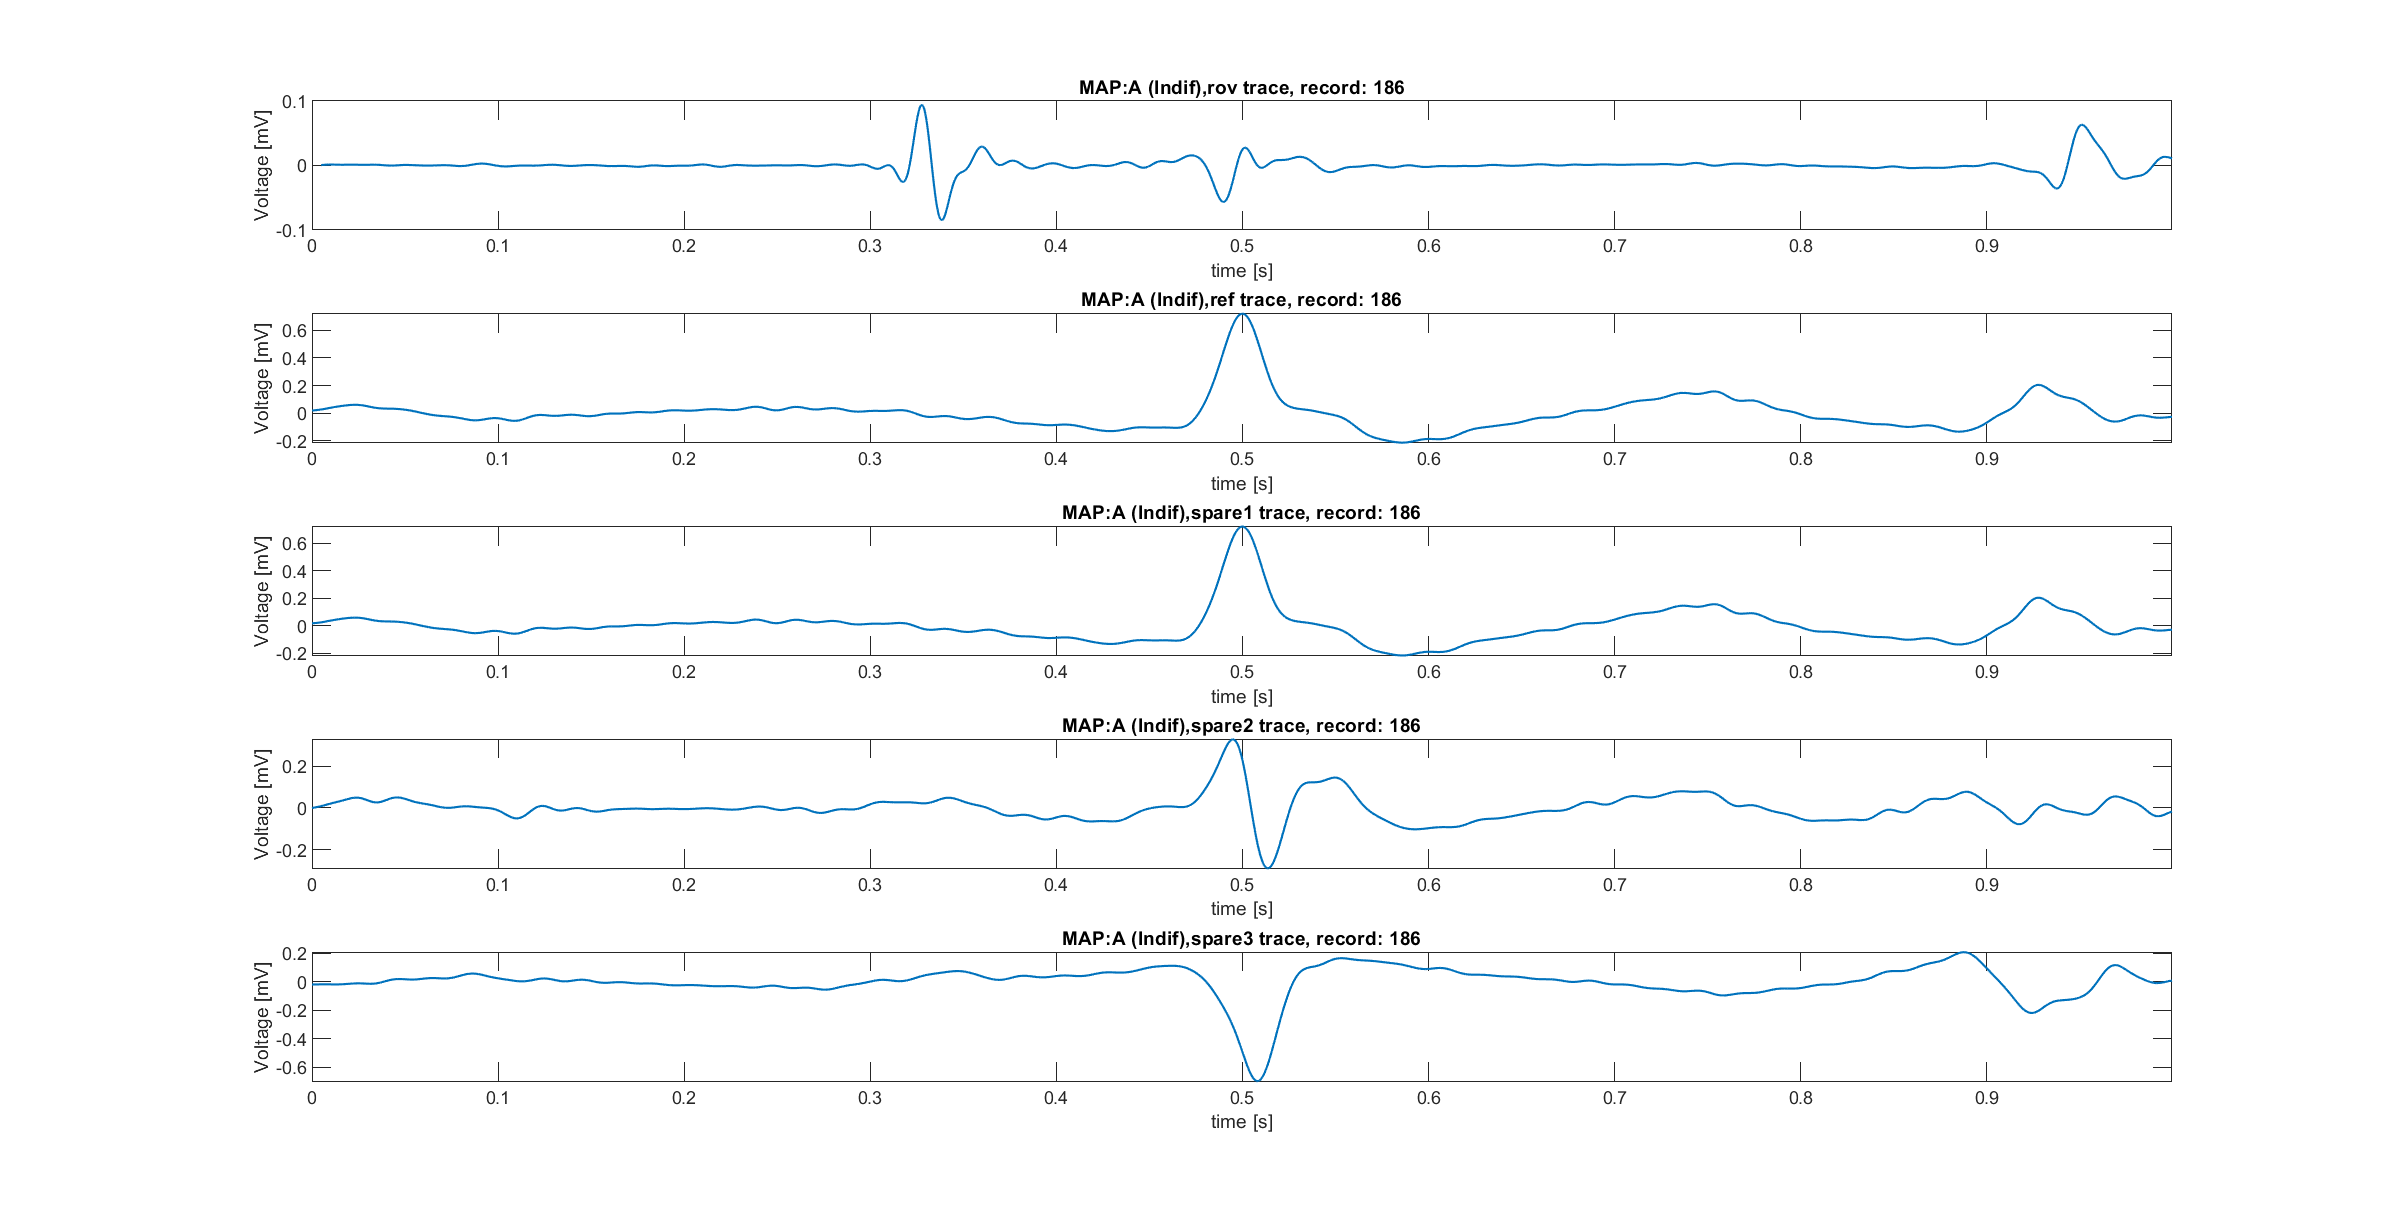 MAP:A (Indif),rov trace, record: 186
Voltage [mV]
0.1
0
-0.1
0 0.1 0.2 0.3 0.4 0.5 0.6 0.7 0.8 0.9
time [s]
MAP:A (Indif),ref trace, record: 186
Voltage [mV]
0.6
0.4
0.2
0
-0.2
0 0.1 0.2 0.3 0.4 0.5 0.6 0.7 0.8 0.9
time [s]
MAP:A (Indif),spare1 trace, record: 186
Voltage [mV]
0.6
0.4
0.2
0
-0.2
0 0.1 0.2 0.3 0.4 0.5 0.6 0.7 0.8 0.9
time [s]
MAP:A (Indif),spare2 trace, record: 186
Voltage [mV]
0.2
0
-0.2
0 0.1 0.2 0.3 0.4 0.5 0.6 0.7 0.8 0.9
time [s]
MAP:A (Indif),spare3 trace, record: 186
Voltage [mV]
0.2
0
-0.2
-0.4
-0.6
0 0.1 0.2 0.3 0.4 0.5 0.6 0.7 0.8 0.9
time [s]